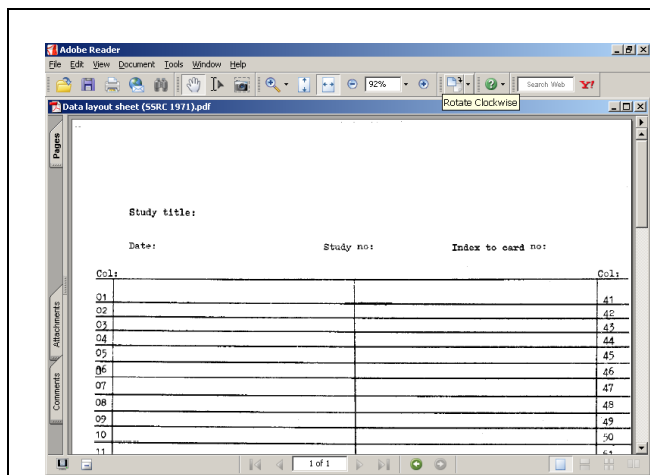 Adobe Reader
File Edit View Document Tools Window Help
92%
Search Web Y!
Rotate Clockwise
Data layout sheet (SSRC 1971).pdf
Pages
Attachments
Comments
Study title:
Date: Study no: Index to card no:
Col: Col:
01 41
02 42
03 43
04 44
05 45
06 46
07 47
08 48
09 49
10 50
11
1 of 1